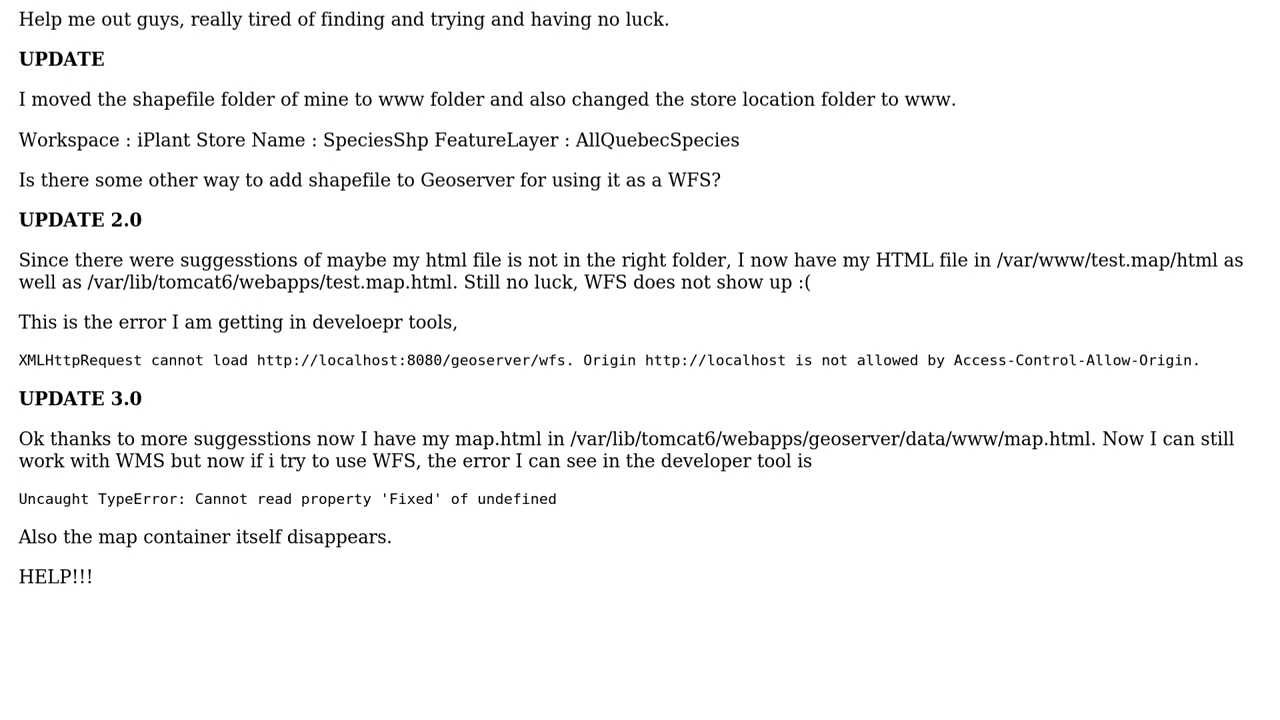 Help me out guys, really tired of finding and trying and having no luck.
UPDATE
I moved the shapefile folder of mine to www folder and also changed the store location folder to www.
Workspace : iPlant Store Name : SpeciesShp FeatureLayer : AllQuebecSpecies
Is there some other way to add shapefile to Geoserver for using it as a WFS?
UPDATE 2.0
Since there were suggesstions of maybe my html file is not in the right folder, I now have my HTML file in /var/www/test.map/html as
well as /var/lib/tomcat6/webapps/test.map.html. Still no luck, WFS does not show up :(
This is the error I am getting in develoepr tools,
XMLHttpRequest cannot load http://localhost:8080/geoserver/wfs. Origin http://localhost is not allowed by Access-Control-Allow-Origin.
UPDATE 3.0
Ok thanks to more suggesstions now I have my map.html in /var/lib/tomcat6/webapps/geoserver/data/www/map.html. Now I can still
work with WMS but now if i try to use WFS, the error I can see in the developer tool is
Uncaught TypeError: Cannot read property 'Fixed' of undefined
Also the map container itself disappears.
HELP!!!